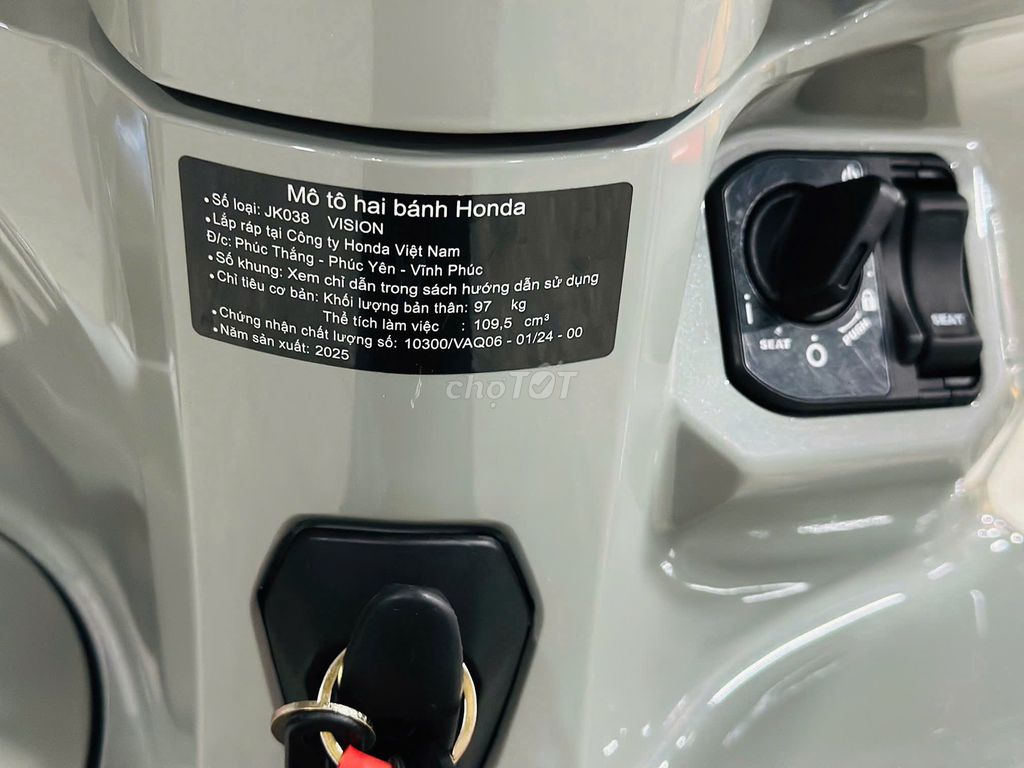 Mô tô hai bánh Honda
• Số loại: JK038 VISION
• Lắp ráp tại Công ty Honda Việt Nam
Đ/c: Phúc Thắng - Phúc Yên - Vĩnh Phúc
• Số khung: Xem chỉ dẫn trong sách hướng dẫn sử dụng
• Chỉ tiêu cơ bản: Khối lượng bản thân: 97 kg
Thể tích làm việc : 109,5 cm³
• Chứng nhận chất lượng số: 10300/VAQ06 - 01/24 - 00
• Năm sản xuất: 2025
chợTỐT
SEAT
PUSH
SEAT